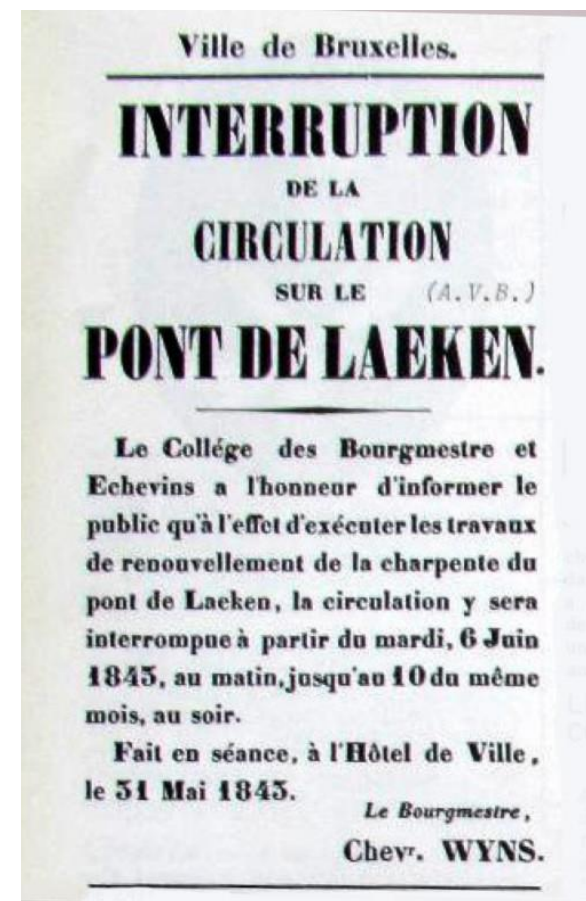 Ville de Bruxelles.
INTERRUPTION
DE LA
CIRCULATION
SUR LE (A.V.B.)
PONT DE LAEKEN.
Le Collége des Bourgmestre et
Echevins a l'honneur d'informer le
public qu'à l'effet d'exécuter les travaux
de renouvellement de la charpente du
pont de Laeken, la circulation y sera
interrompue à partir du mardi, 6 Juin
1843, au matin, jusqu'au 10 du même
mois, au soir.
Fait en séance, à l'Hôtel de Ville,
le 31 Mai 1843.
Le Bourgmestre,
Chevr. WYNS.